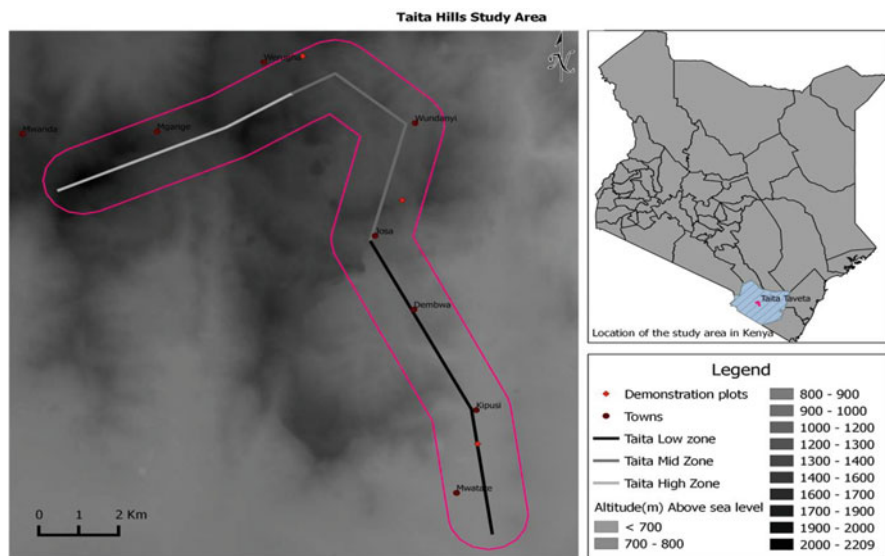 Taita Hills Study Area
Mwanda
Mgange
Wundanyi
Josa
Dembwa
Kipusi
Mwatate
0 1 2 Km
Taita Taveta
Location of the study area in Kenya
Legend
Demonstration plots
Towns
Taita Low zone
Taita Mid Zone
Taita High Zone
Altitude(m) Above sea level
< 700
700 - 800
800 - 900
900 - 1000
1000 - 1200
1200 - 1300
1300 - 1400
1400 - 1600
1600 - 1700
1700 - 1900
1900 - 2000
2000 - 2209